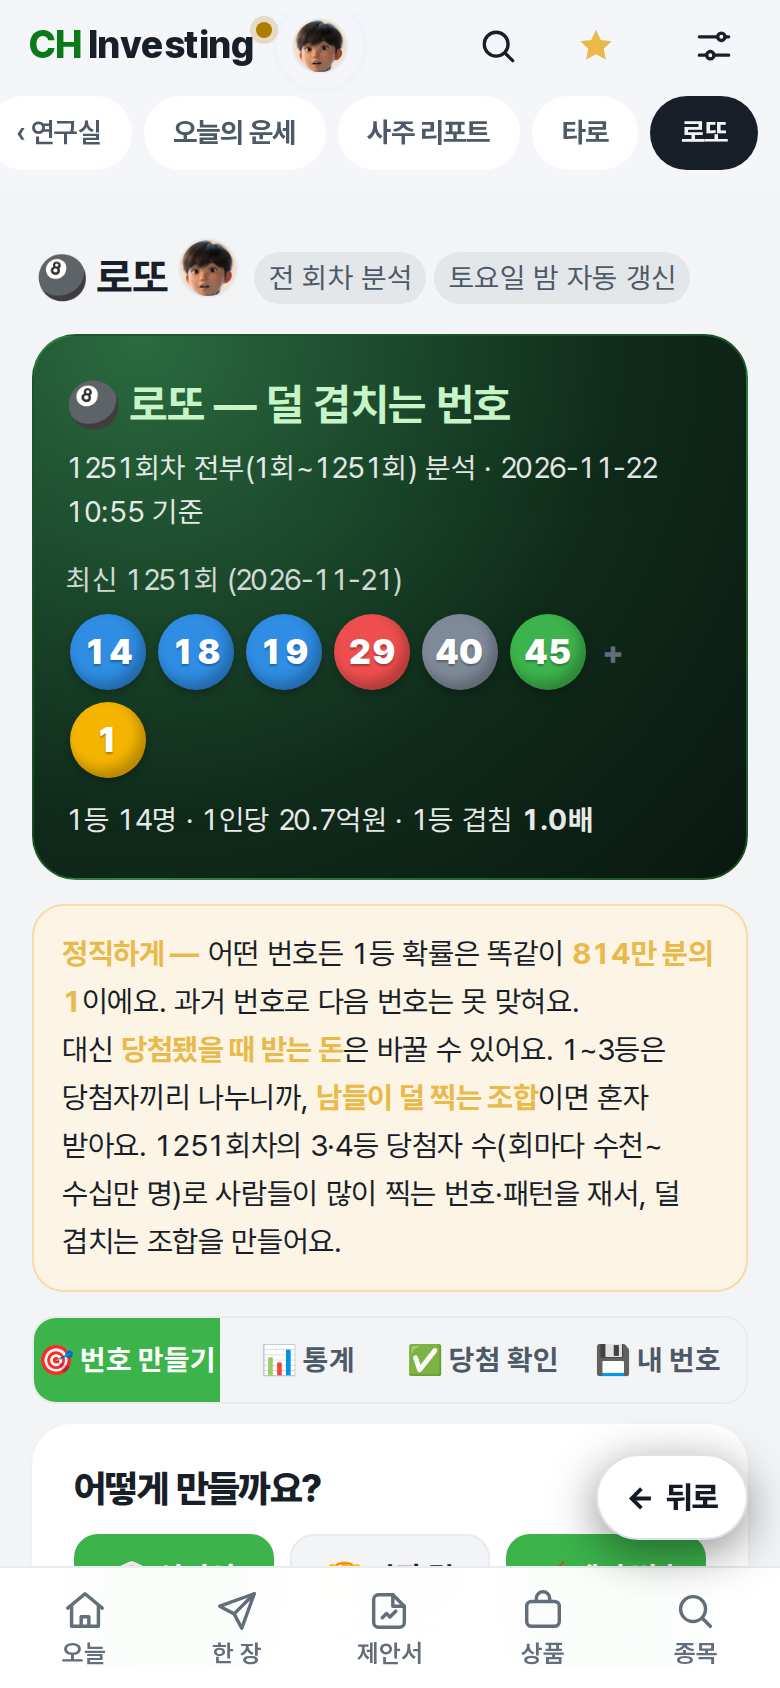 CH Investing
‹ 연구실 오늘의 운세 사주 리포트 타로 로또
8 로또 전 회차 분석 토요일 밤 자동 갱신
8 로또 — 덜 겹치는 번호
1251회차 전부(1회~1251회) 분석 · 2026-11-22
10:55 기준
최신 1251회 (2026-11-21)
14 18 19 29 40 45 +
1
1등 14명 · 1인당 20.7억원 · 1등 겹침 1.0배
정직하게 — 어떤 번호든 1등 확률은 똑같이 814만 분의
1이에요. 과거 번호로 다음 번호는 못 맞혀요.
대신 당첨됐을 때 받는 돈은 바꿀 수 있어요. 1~3등은
당첨자끼리 나누니까, 남들이 덜 찍는 조합이면 혼자
받아요. 1251회차의 3·4등 당첨자 수(회마다 수천~
수십만 명)로 사람들이 많이 찍는 번호·패턴을 재서, 덜
겹치는 조합을 만들어요.
번호 만들기 통계 당첨 확인 내 번호
어떻게 만들까요?
← 뒤로
오늘 한 장 제안서 상품 종목